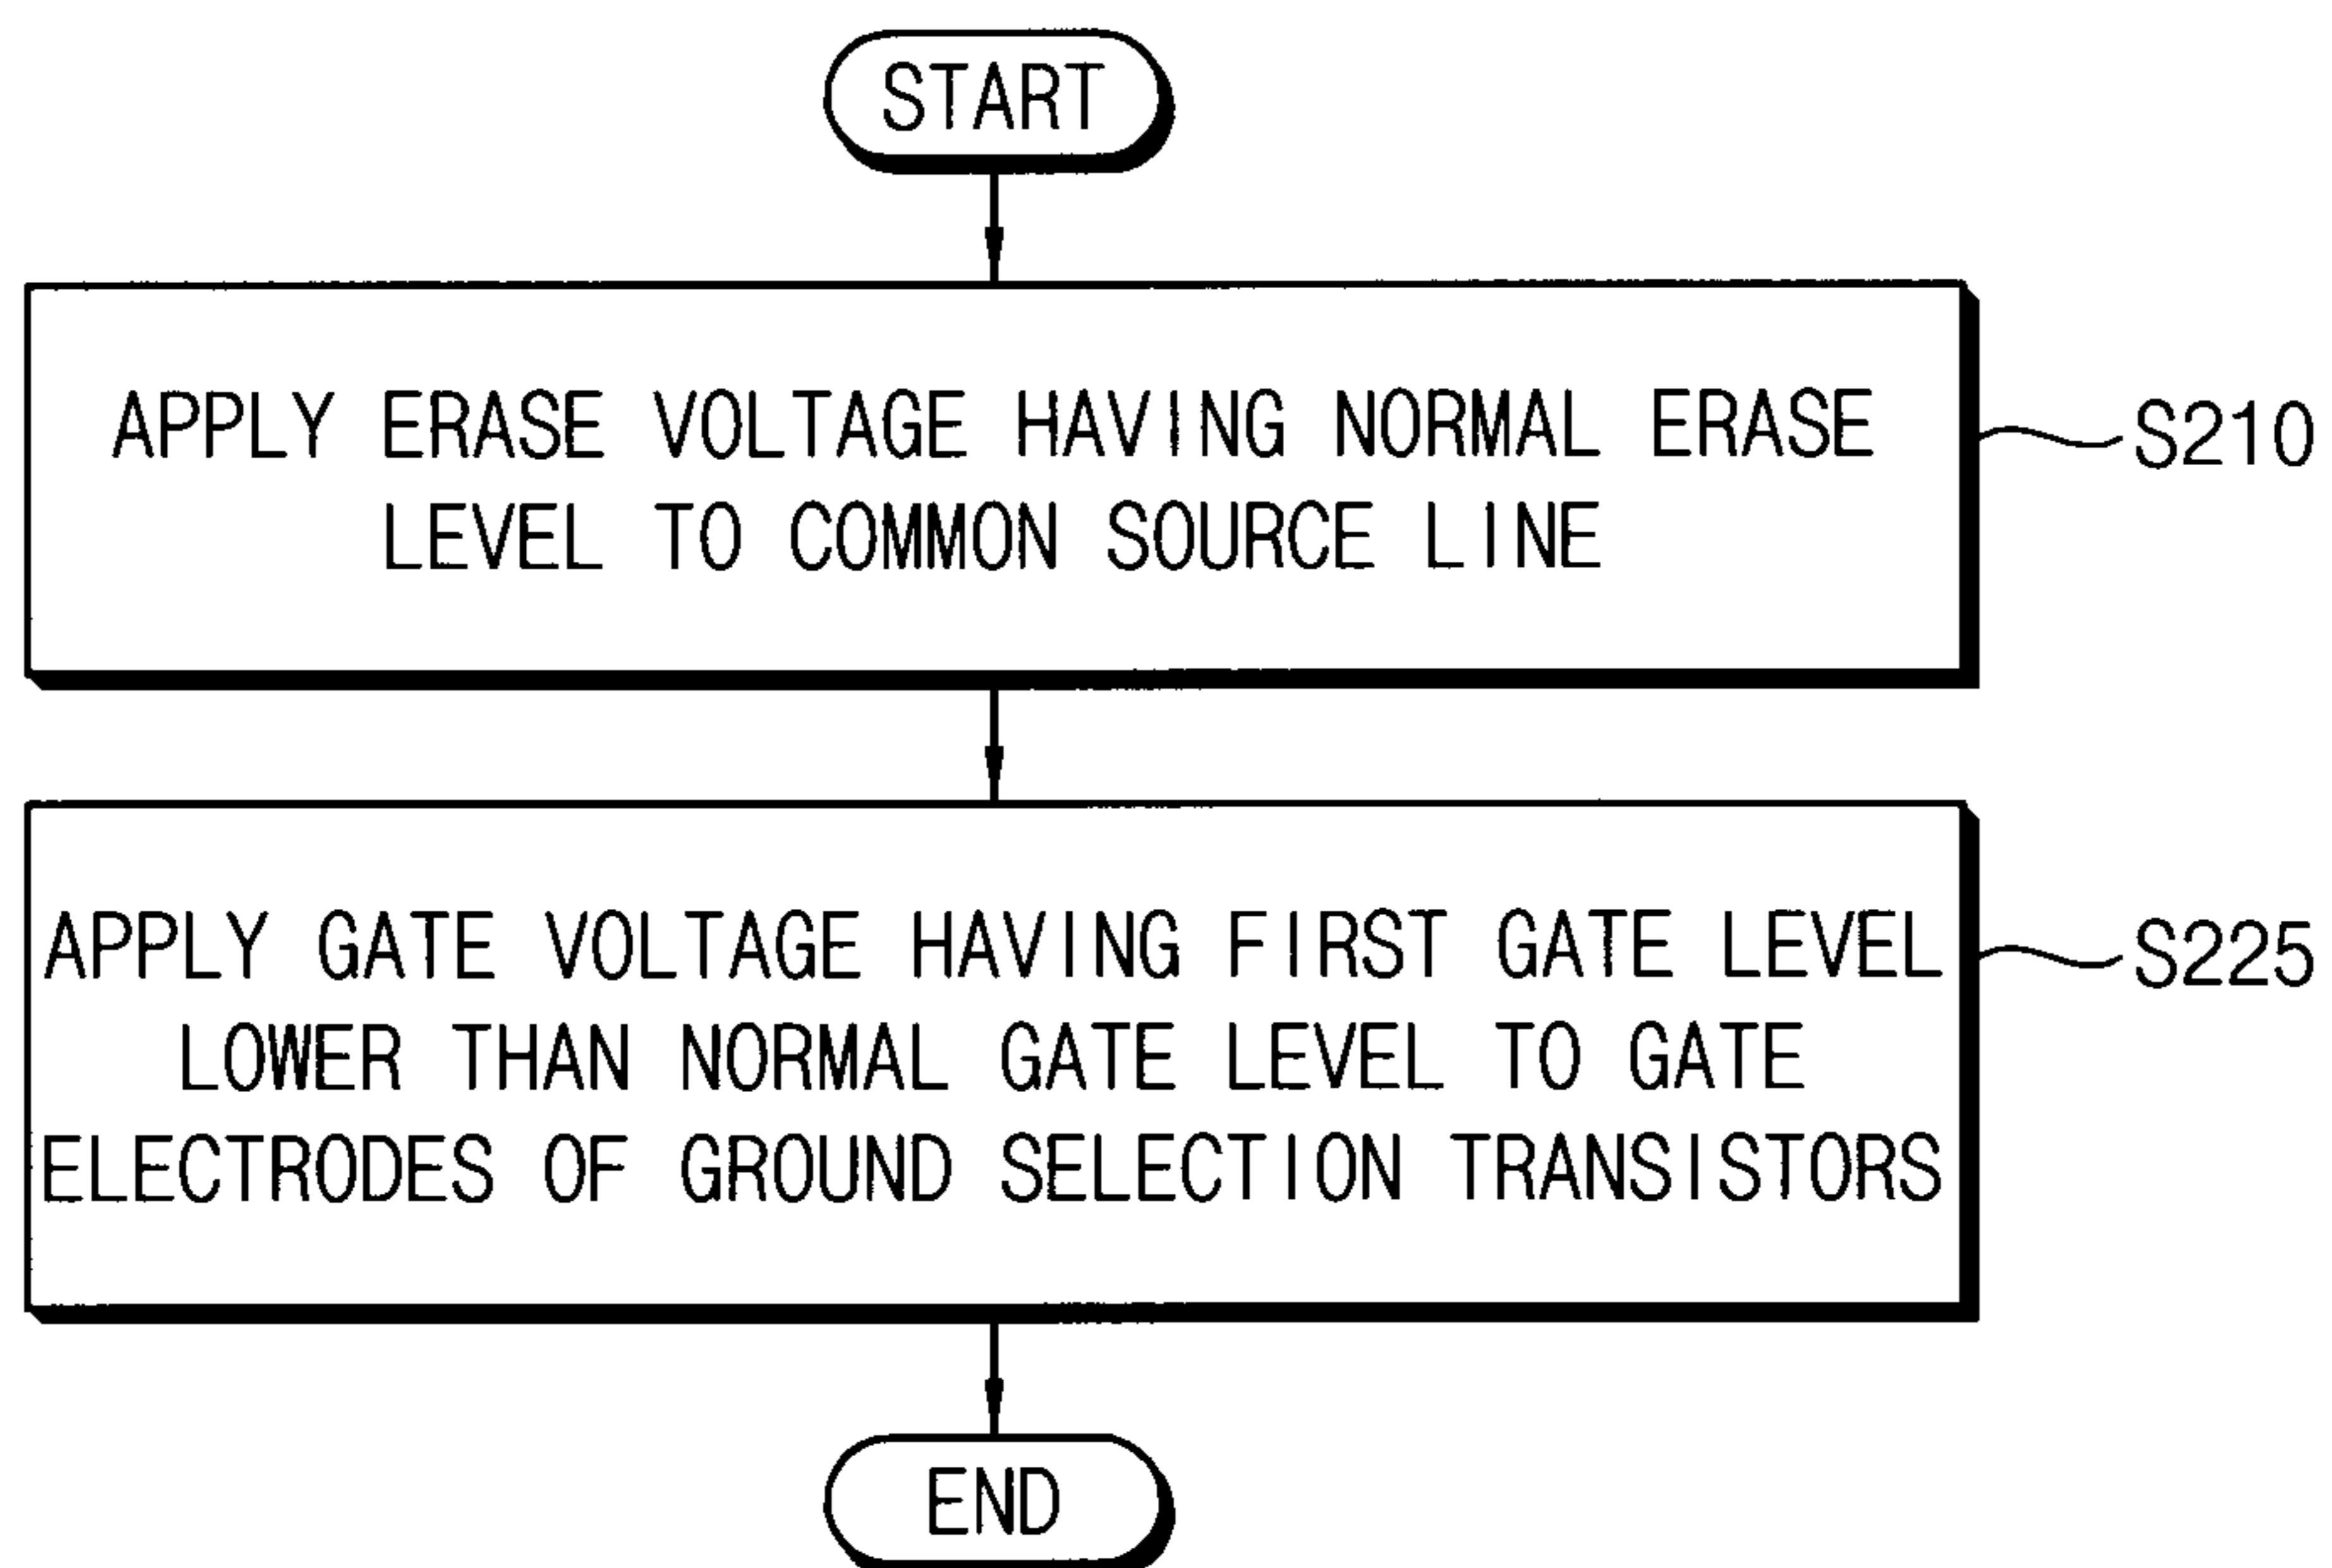 START
APPLY ERASE VOLTAGE HAVING NORMAL ERASE
LEVEL TO COMMON SOURCE LINE
S210
APPLY GATE VOLTAGE HAVING FIRST GATE LEVEL
LOWER THAN NORMAL GATE LEVEL TO GATE
ELECTRODES OF GROUND SELECTION TRANSISTORS
S225
END